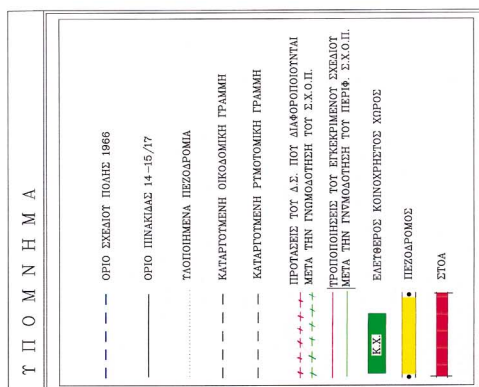 ΥΠΟΜΝΗΜΑ
ΟΡΙΟ ΣΧΕΔΙΟΥ ΠΟΛΗΣ 1966
ΟΡΙΟ ΠΙΝΑΚΙΔΑΣ 14-15/17
ΥΛΟΠΟΙΗΜΕΝΑ ΠΕΖΟΔΡΟΜΙΑ
ΚΑΤΑΡΓΟΥΜΕΝΗ ΟΙΚΟΔΟΜΙΚΗ ΓΡΑΜΜΗ
ΚΑΤΑΡΓΟΥΜΕΝΗ ΡΥΜΟΤΟΜΙΚΗ ΓΡΑΜΜΗ
ΠΡΟΤΑΣΕΙΣ ΤΟΥ Δ.Σ. ΠΟΥ ΔΙΑΦΟΡΟΠΟΙΟΥΝΤΑΙ
ΜΕΤΑ ΤΗΝ ΓΝΩΜΟΔΟΤΗΣΗ ΤΟΥ Σ.Χ.Ο.Π.
ΤΡΟΠΟΠΟΙΗΣΕΙΣ ΤΟΥ ΕΓΚΕΚΡΙΜΕΝΟΥ ΣΧΕΔΙΟΥ
ΜΕΤΑ ΤΗΝ ΓΝΥΜΟΔΟΤΗΣΗ ΤΟΥ ΠΕΡΙΦ. Σ.Χ.Ο.Π.
Κ.Χ. ΕΛΕΥΘΕΡΟΣ ΚΟΙΝΟΧΡΗΣΤΟΣ ΧΩΡΟΣ
ΠΕΖΟΔΡΟΜΟΣ
ΣΤΟΑ